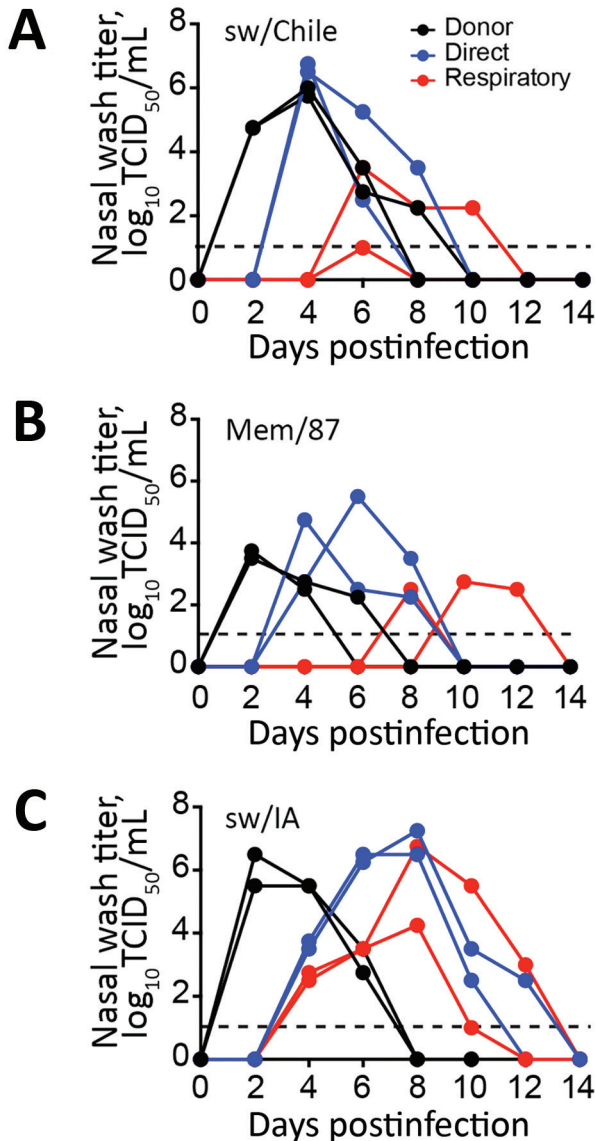 A
sw/Chile
Donor
Direct
Respiratory
Nasal wash titer,
log10 TCID50/mL
8
6
4
2
0
0 2 4 6 8 10 12 14
Days postinfection
B
Mem/87
Nasal wash titer,
log10 TCID50/mL
8
6
4
2
0
0 2 4 6 8 10 12 14
Days postinfection
C
sw/IA
Nasal wash titer,
log10 TCID50/mL
8
6
4
2
0
0 2 4 6 8 10 12 14
Days postinfection